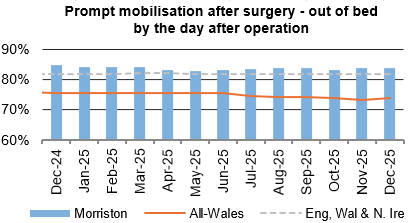 Prompt mobilisation after surgery - out of bed
by the day after operation
90%
80%
70%
60%
Dec-24
Jan-25
Feb-25
Mar-25
Apr-25
May-25
Jun-25
Jul-25
Aug-25
Sep-25
Oct-25
Nov-25
Dec-25
Morriston All-Wales Eng, Wal & N. Ire